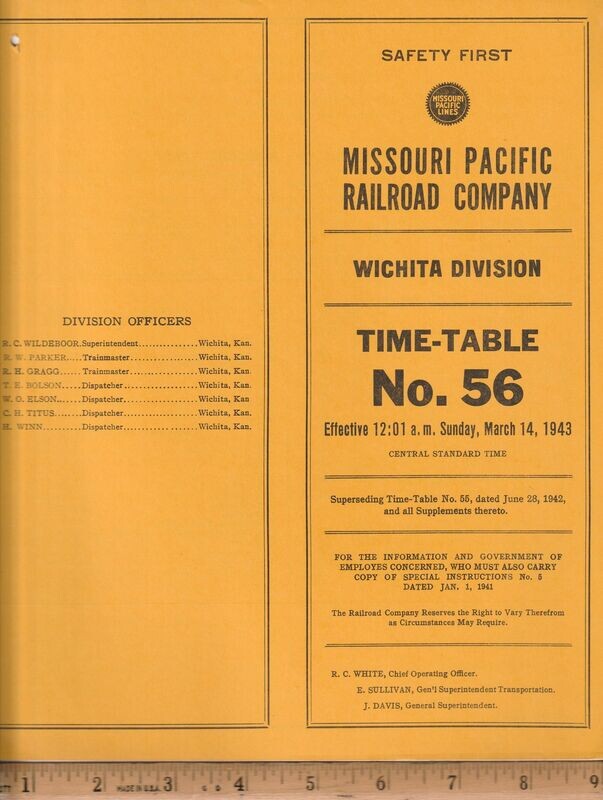 DIVISION OFFICERS
R. C. WILDEBOOR. Superintendent................Wichita, Kan.
R. W. PARKER.....Trainmaster..................Wichita, Kan.
R. H. GRAGG......Trainmaster..................Wichita, Kan.
T. E. BOLSON......Dispatcher...................Wichita, Kan.
W. O. ELSON......Dispatcher...................Wichita, Kan
C. H. TITUS........Dispatcher...................Wichita, Kan.
H. WINN...........Dispatcher...................Wichita, Kan.
SAFETY FIRST
MISSOURI
PACIFIC
LINES
MISSOURI PACIFIC
RAILROAD COMPANY
WICHITA DIVISION
TIME-TABLE
No. 56
Effective 12:01 a. m. Sunday, March 14, 1943
CENTRAL STANDARD TIME
Superseding Time-Table No. 55, dated June 28, 1942,
and all Supplements thereto.
FOR THE INFORMATION AND GOVERNMENT OF
EMPLOYES CONCERNED, WHO MUST ALSO CARRY
COPY OF SPECIAL INSTRUCTIONS No. 5
DATED JAN. 1, 1941
The Railroad Company Reserves the Right to Vary Therefrom
as Circumstances May Require.
R. C. WHITE, Chief Operating Officer.
E. SULLIVAN, Gen'l Superintendent Transportation.
J. DAVIS, General Superintendent.
1 2 MADE IN U.S.A. 3 4 5 6 7 8 9